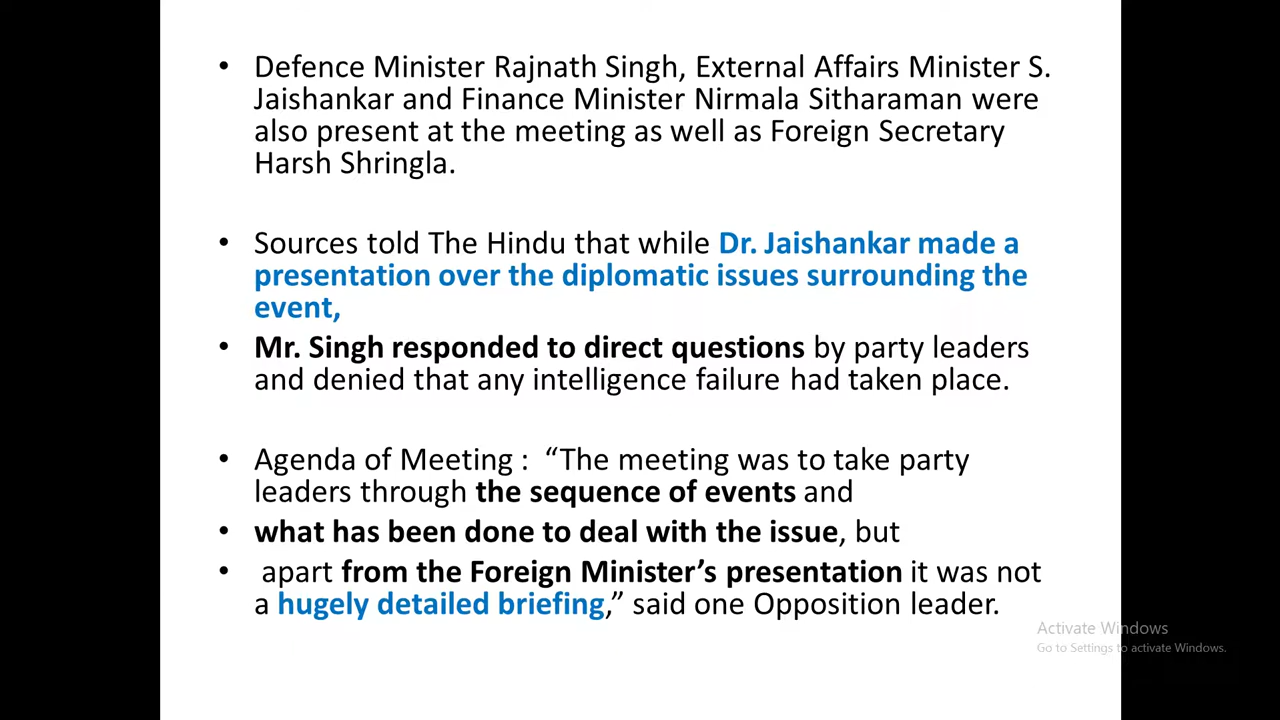 • Defence Minister Rajnath Singh, External Affairs Minister S.
Jaishankar and Finance Minister Nirmala Sitharaman were
also present at the meeting as well as Foreign Secretary
Harsh Shringla.
• Sources told The Hindu that while Dr. Jaishankar made a
presentation over the diplomatic issues surrounding the
event,
• Mr. Singh responded to direct questions by party leaders
and denied that any intelligence failure had taken place.
• Agenda of Meeting : “The meeting was to take party
leaders through the sequence of events and
• what has been done to deal with the issue, but
• apart from the Foreign Minister’s presentation it was not
a hugely detailed briefing,” said one Opposition leader.
Activate Windows
Go to Settings to activate Windows.